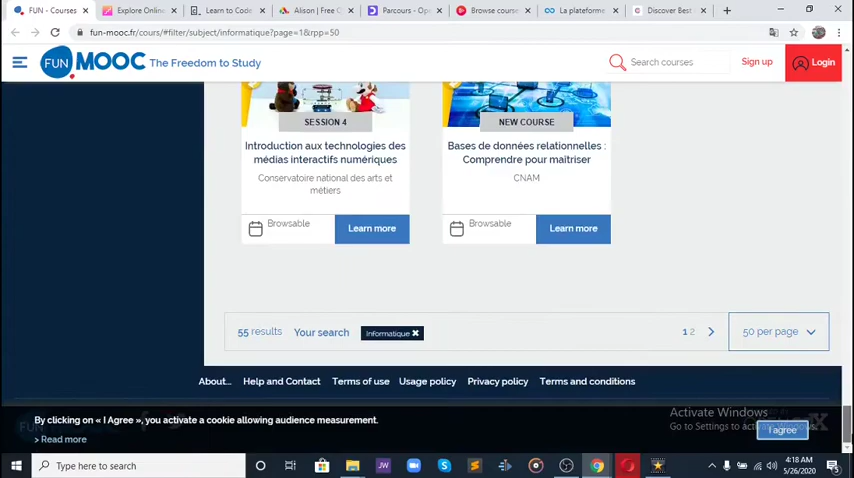 FUN - Courses
Explore Online
Learn to Code
Alison | Free C
Parcours - Ope
Browse course
La plateforme
Discover Best
fun-mooc.fr/cours/#filter/subject/informatique?page=1&rpp=50
FUN MOOC The Freedom to Study
Search courses
Sign up
Login
SESSION 4
NEW COURSE
Introduction aux technologies des
médias interactifs numériques
Bases de données relationnelles :
Comprendre pour maîtriser
Conservatoire national des arts et
métiers
CNAM
Browsable
Learn more
Browsable
Learn more
55 results
Your search
Informatique
1 2
50 per page
About...
Help and Contact
Terms of use
Usage policy
Privacy policy
Terms and conditions
By clicking on « I Agree », you activate a cookie allowing audience measurement.
> Read more
Activate Windows
Go to Settings to activate Windows.
I agree
Type here to search
JW
4:18 AM
5/26/2020